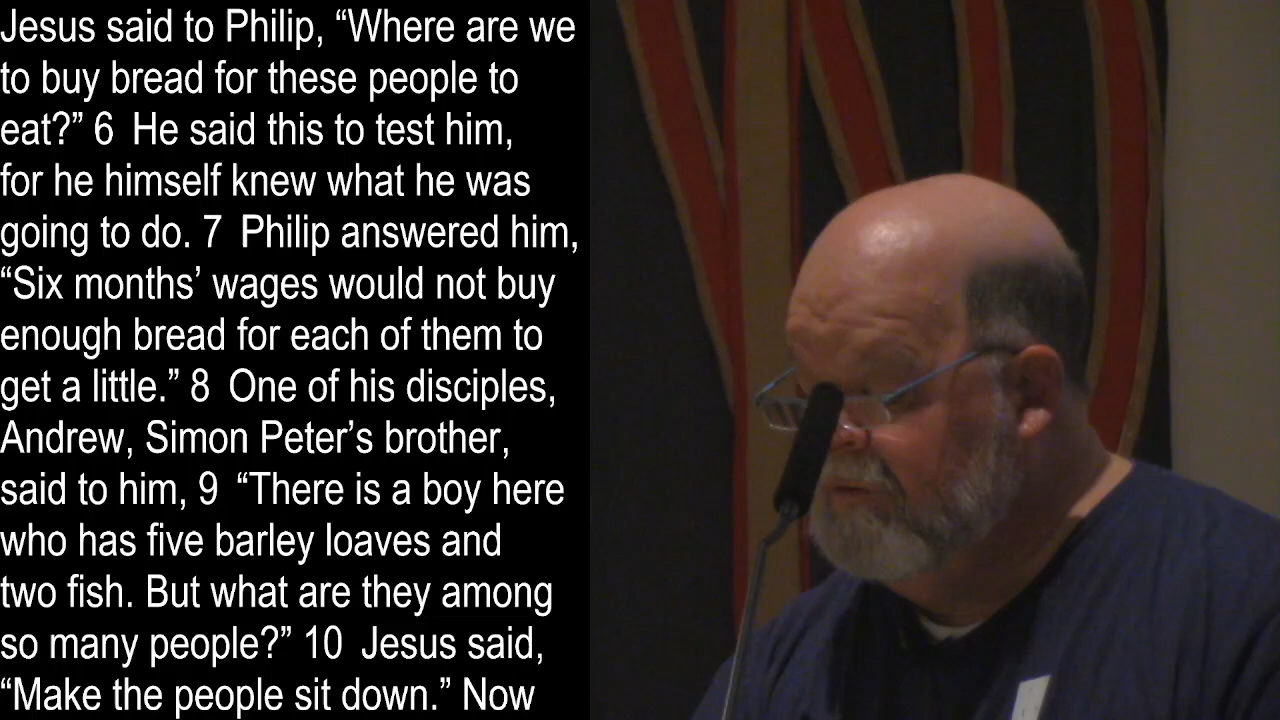 Jesus said to Philip, “Where are we
to buy bread for these people to
eat?” 6  He said this to test him,
for he himself knew what he was
going to do. 7  Philip answered him,
“Six months’ wages would not buy
enough bread for each of them to
get a little.” 8  One of his disciples,
Andrew, Simon Peter’s brother,
said to him, 9  “There is a boy here
who has five barley loaves and
two fish. But what are they among
so many people?” 10  Jesus said,
“Make the people sit down.” Now